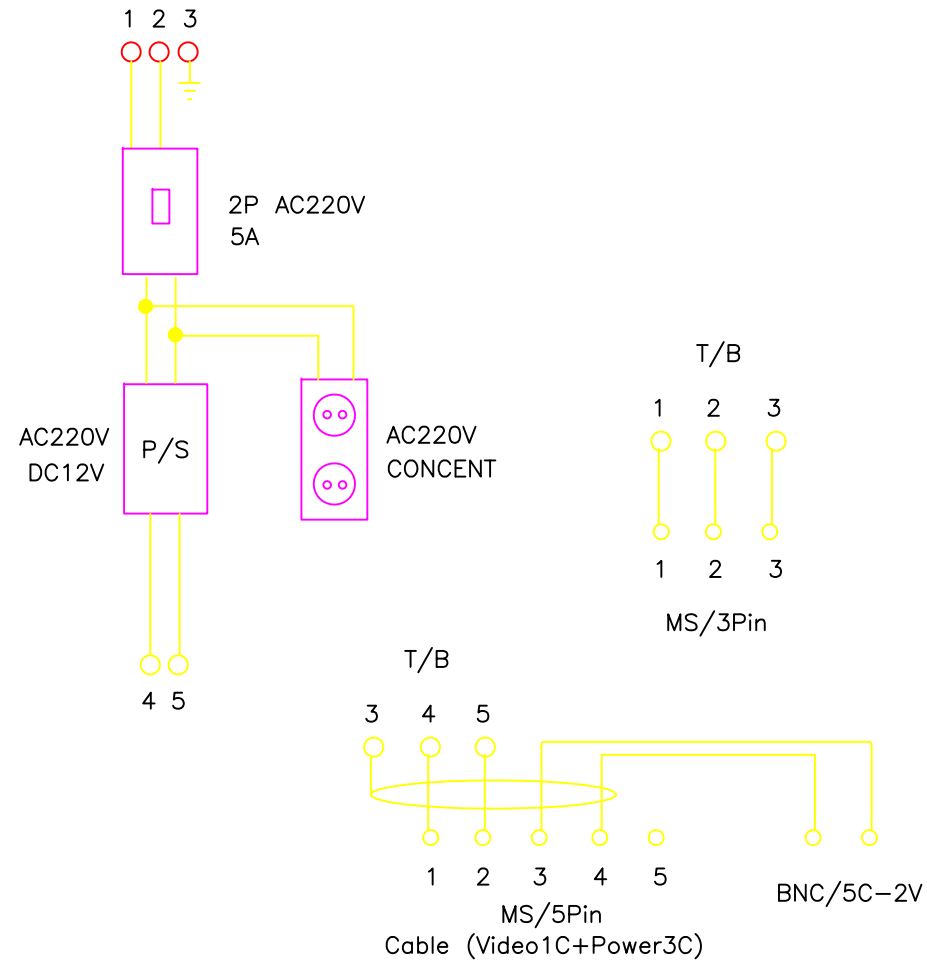 1 2 3
2P AC220V
5A
AC220V
DC12V
P/S
AC220V
CONCENT
4 5
T/B
1 2 3
1 2 3
MS/3Pin
T/B
3 4 5
1 2 3 4 5
MS/5Pin
Cable (Video1C+Power3C)
BNC/5C-2V